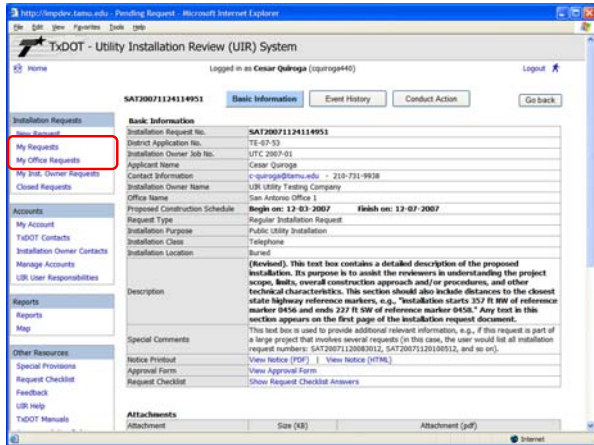 http://impdev.tamu.edu - Pending Request - Microsoft Internet Explorer
File Edit View Favorites Tools Help
TxDOT - Utility Installation Review (UIR) System
Home Logged in as Cesar Quiroga (cquiroga440) Logout
SAT20071124114951 Basic Information Event History Conduct Action Go back
Installation Requests
New Request
My Requests
My Office Requests
My Inst. Owner Requests
Closed Requests
Accounts
My Account
TxDOT Contacts
Installation Owner Contacts
Manage Accounts
UIR User Responsibilities
Reports
Reports
Map
Other Resources
Special Provisions
Request Checklist
Feedback
UIR Help
TxDOT Manuals
Basic Information
Installation Request No. SAT20071124114951
District Application No. TE-07-53
Installation Owner Job No. UTC 2007-01
Applicant Name Cesar Quiroga
Contact Information c-quiroga@tamu.edu - 210-731-9938
Installation Owner Name UIR Utility Testing Company
Office Name San Antonio Office 1
Proposed Construction Schedule Begin on: 12-03-2007 Finish on: 12-07-2007
Request Type Regular Installation Request
Installation Purpose Public Utility Installation
Installation Class Telephone
Installation Location Buried
Description
(Revised). This text box contains a detailed description of the proposed
installation. Its purpose is to assist the reviewers in understanding the project
scope, limits, overall construction approach and/or procedures, and other
technical characteristics. This section should also include distances to the closest
state highway reference markers, e.g., "installation starts 357 ft NW of reference
marker 0456 and ends 227 ft SW of reference marker 0458." Any text in this
section appears on the first page of the installation request document.
Special Comments
This text box is used to provide additional relevant information, e.g., if this request is part of
a large project that involves several requests (in this case, the user would list all installation
request numbers: SAT20071120083012, SAT20071120100512, and so on).
Notice Printout View Notice (PDF) | View Notice (HTML)
Approval Form View Approval Form
Request Checklist Show Request Checklist Answers
Attachments
Attachment Size (KB) Attachment (pdf)
Internet